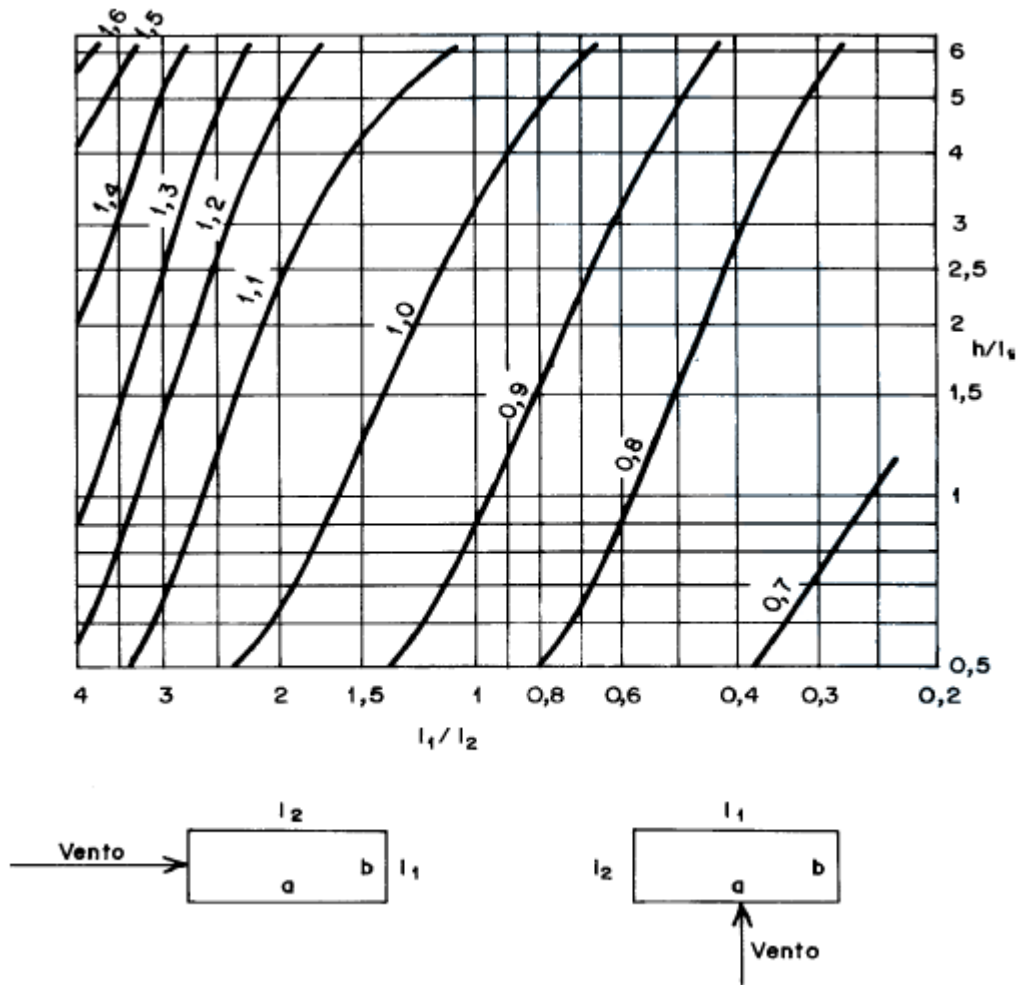 1,6
1,5
1,4
1,3
1,2
1,1
1,0
0,9
0,8
0,7
6
5
4
3
2,5
2
h/l₁
1,5
1
0,5
4 3 2 1,5 1 0,8 0,6 0,4 0,3 0,2
l₁/l₂
l₂
Vento
a
b
l₁
l₁
l₂
a
b
Vento